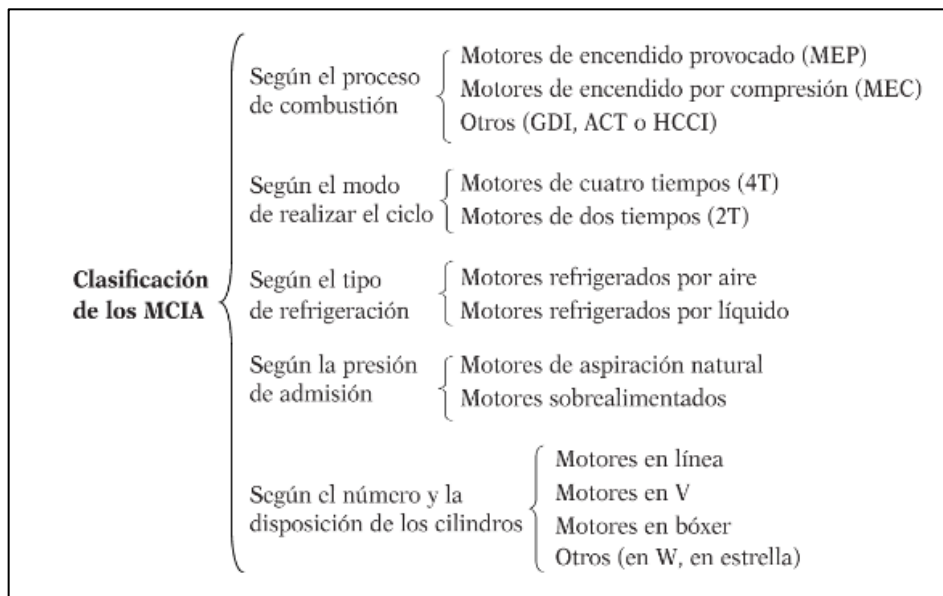 Clasificación
de los MCIA
Según el proceso
de combustión
Motores de encendido provocado (MEP)
Motores de encendido por compresión (MEC)
Otros (GDI, ACT o HCCI)
Según el modo
de realizar el ciclo
Motores de cuatro tiempos (4T)
Motores de dos tiempos (2T)
Según el tipo
de refrigeración
Motores refrigerados por aire
Motores refrigerados por líquido
Según la presión
de admisión
Motores de aspiración natural
Motores sobrealimentados
Según el número y la
disposición de los cilindros
Motores en línea
Motores en V
Motores en bóxer
Otros (en W, en estrella)